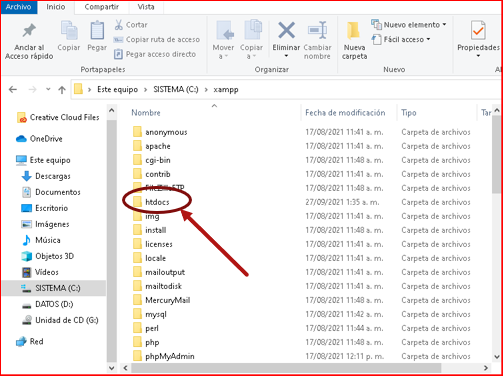 Archivo Inicio Compartir Vista
Anclar al Acceso rápido
Copiar
Pegar
Cortar
Copiar ruta de acceso
Pegar acceso directo
Mover a
Copiar a
Eliminar
Cambiar nombre
Nueva carpeta
Nuevo elemento
Fácil acceso
Propiedades
Portapapeles Organizar Nuevo Ab
Este equipo > SISTEMA (C:) > xampp
Nombre Fecha de modificación Tipo Tam
Creative Cloud Files
OneDrive
Este equipo
Descargas
Documentos
Escritorio
Imágenes
Música
Objetos 3D
Vídeos
SISTEMA (C:)
DATOS (D:)
Unidad de CD (G:)
Red
anonymous 17/08/2021 11:41 a. m. Carpeta de archivos
apache 17/08/2021 11:41 a. m. Carpeta de archivos
cgi-bin 17/08/2021 11:48 a. m. Carpeta de archivos
contrib 17/08/2021 11:41 a. m. Carpeta de archivos
FileZillaFTP 17/08/2021 11:48 a. m. Carpeta de archivos
htdocs 27/09/2021 1:35 a. m. Carpeta de archivos
img 17/08/2021 11:41 a. m. Carpeta de archivos
install 17/08/2021 11:48 a. m. Carpeta de archivos
licenses 17/08/2021 11:41 a. m. Carpeta de archivos
locale 17/08/2021 11:41 a. m. Carpeta de archivos
mailoutput 17/08/2021 11:41 a. m. Carpeta de archivos
mailtodisk 17/08/2021 11:41 a. m. Carpeta de archivos
MercuryMail 17/08/2021 11:48 a. m. Carpeta de archivos
mysql 17/08/2021 11:42 a. m. Carpeta de archivos
perl 17/08/2021 11:44 a. m. Carpeta de archivos
php 17/08/2021 11:48 a. m. Carpeta de archivos
phpMyAdmin 17/08/2021 12:11 p. m. Carpeta de archivos